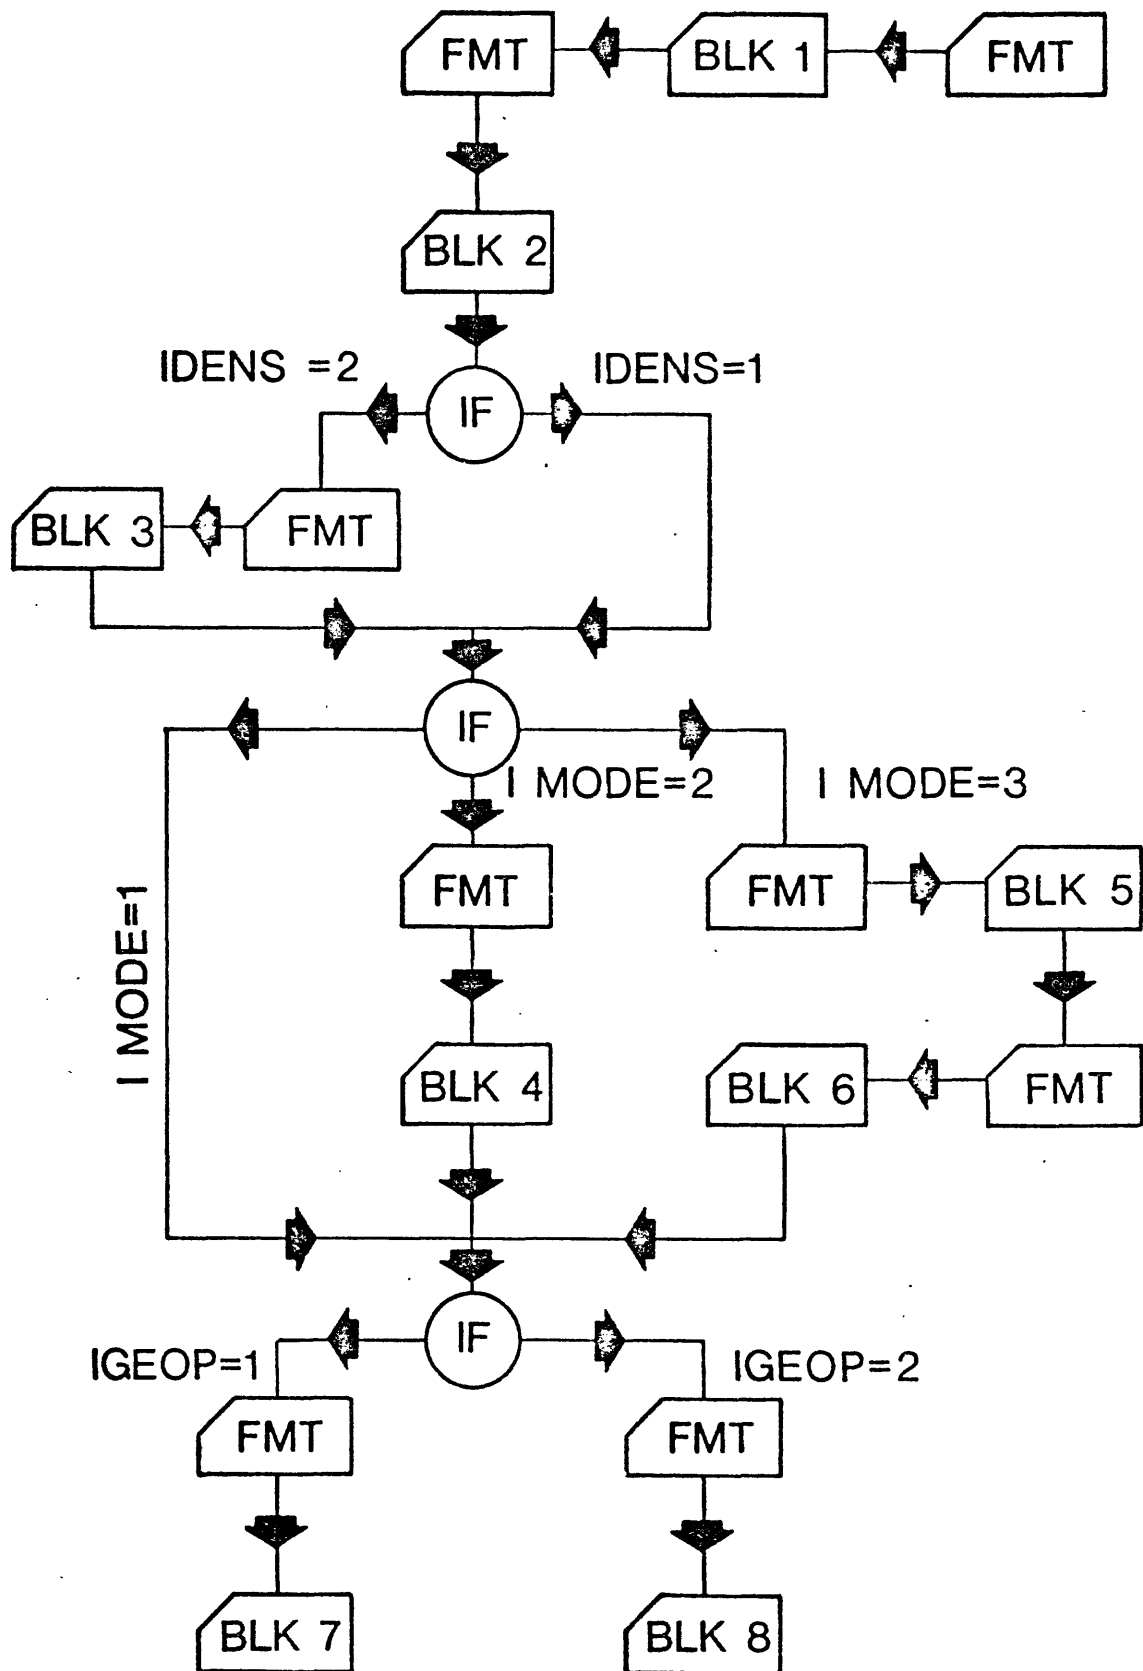 FMT
BLK 1
FMT
BLK 2
IDENS =2
IDENS=1
IF
BLK 3
FMT
IF
I MODE=2
I MODE=3
I MODE=1
FMT
FMT
BLK 5
BLK 4
BLK 6
FMT
IF
IGEOP=1
IGEOP=2
FMT
FMT
BLK 7
BLK 8